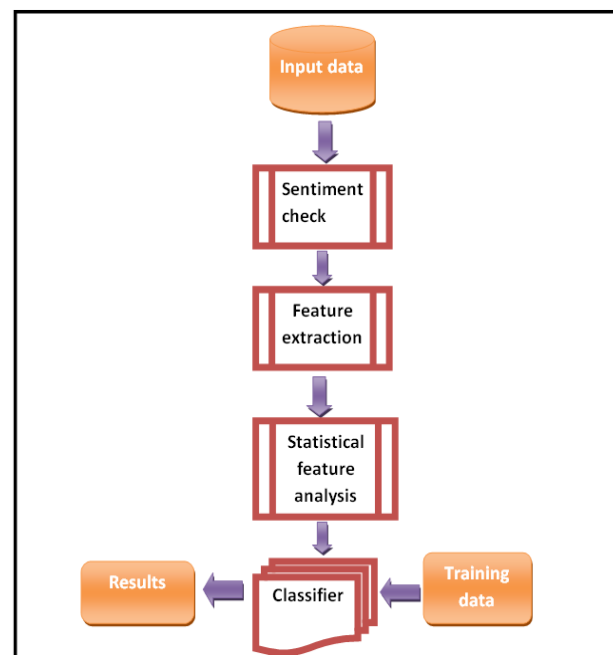 Input data
Sentiment
check
Feature
extraction
Statistical
feature
analysis
Results
Classifier
Training
data